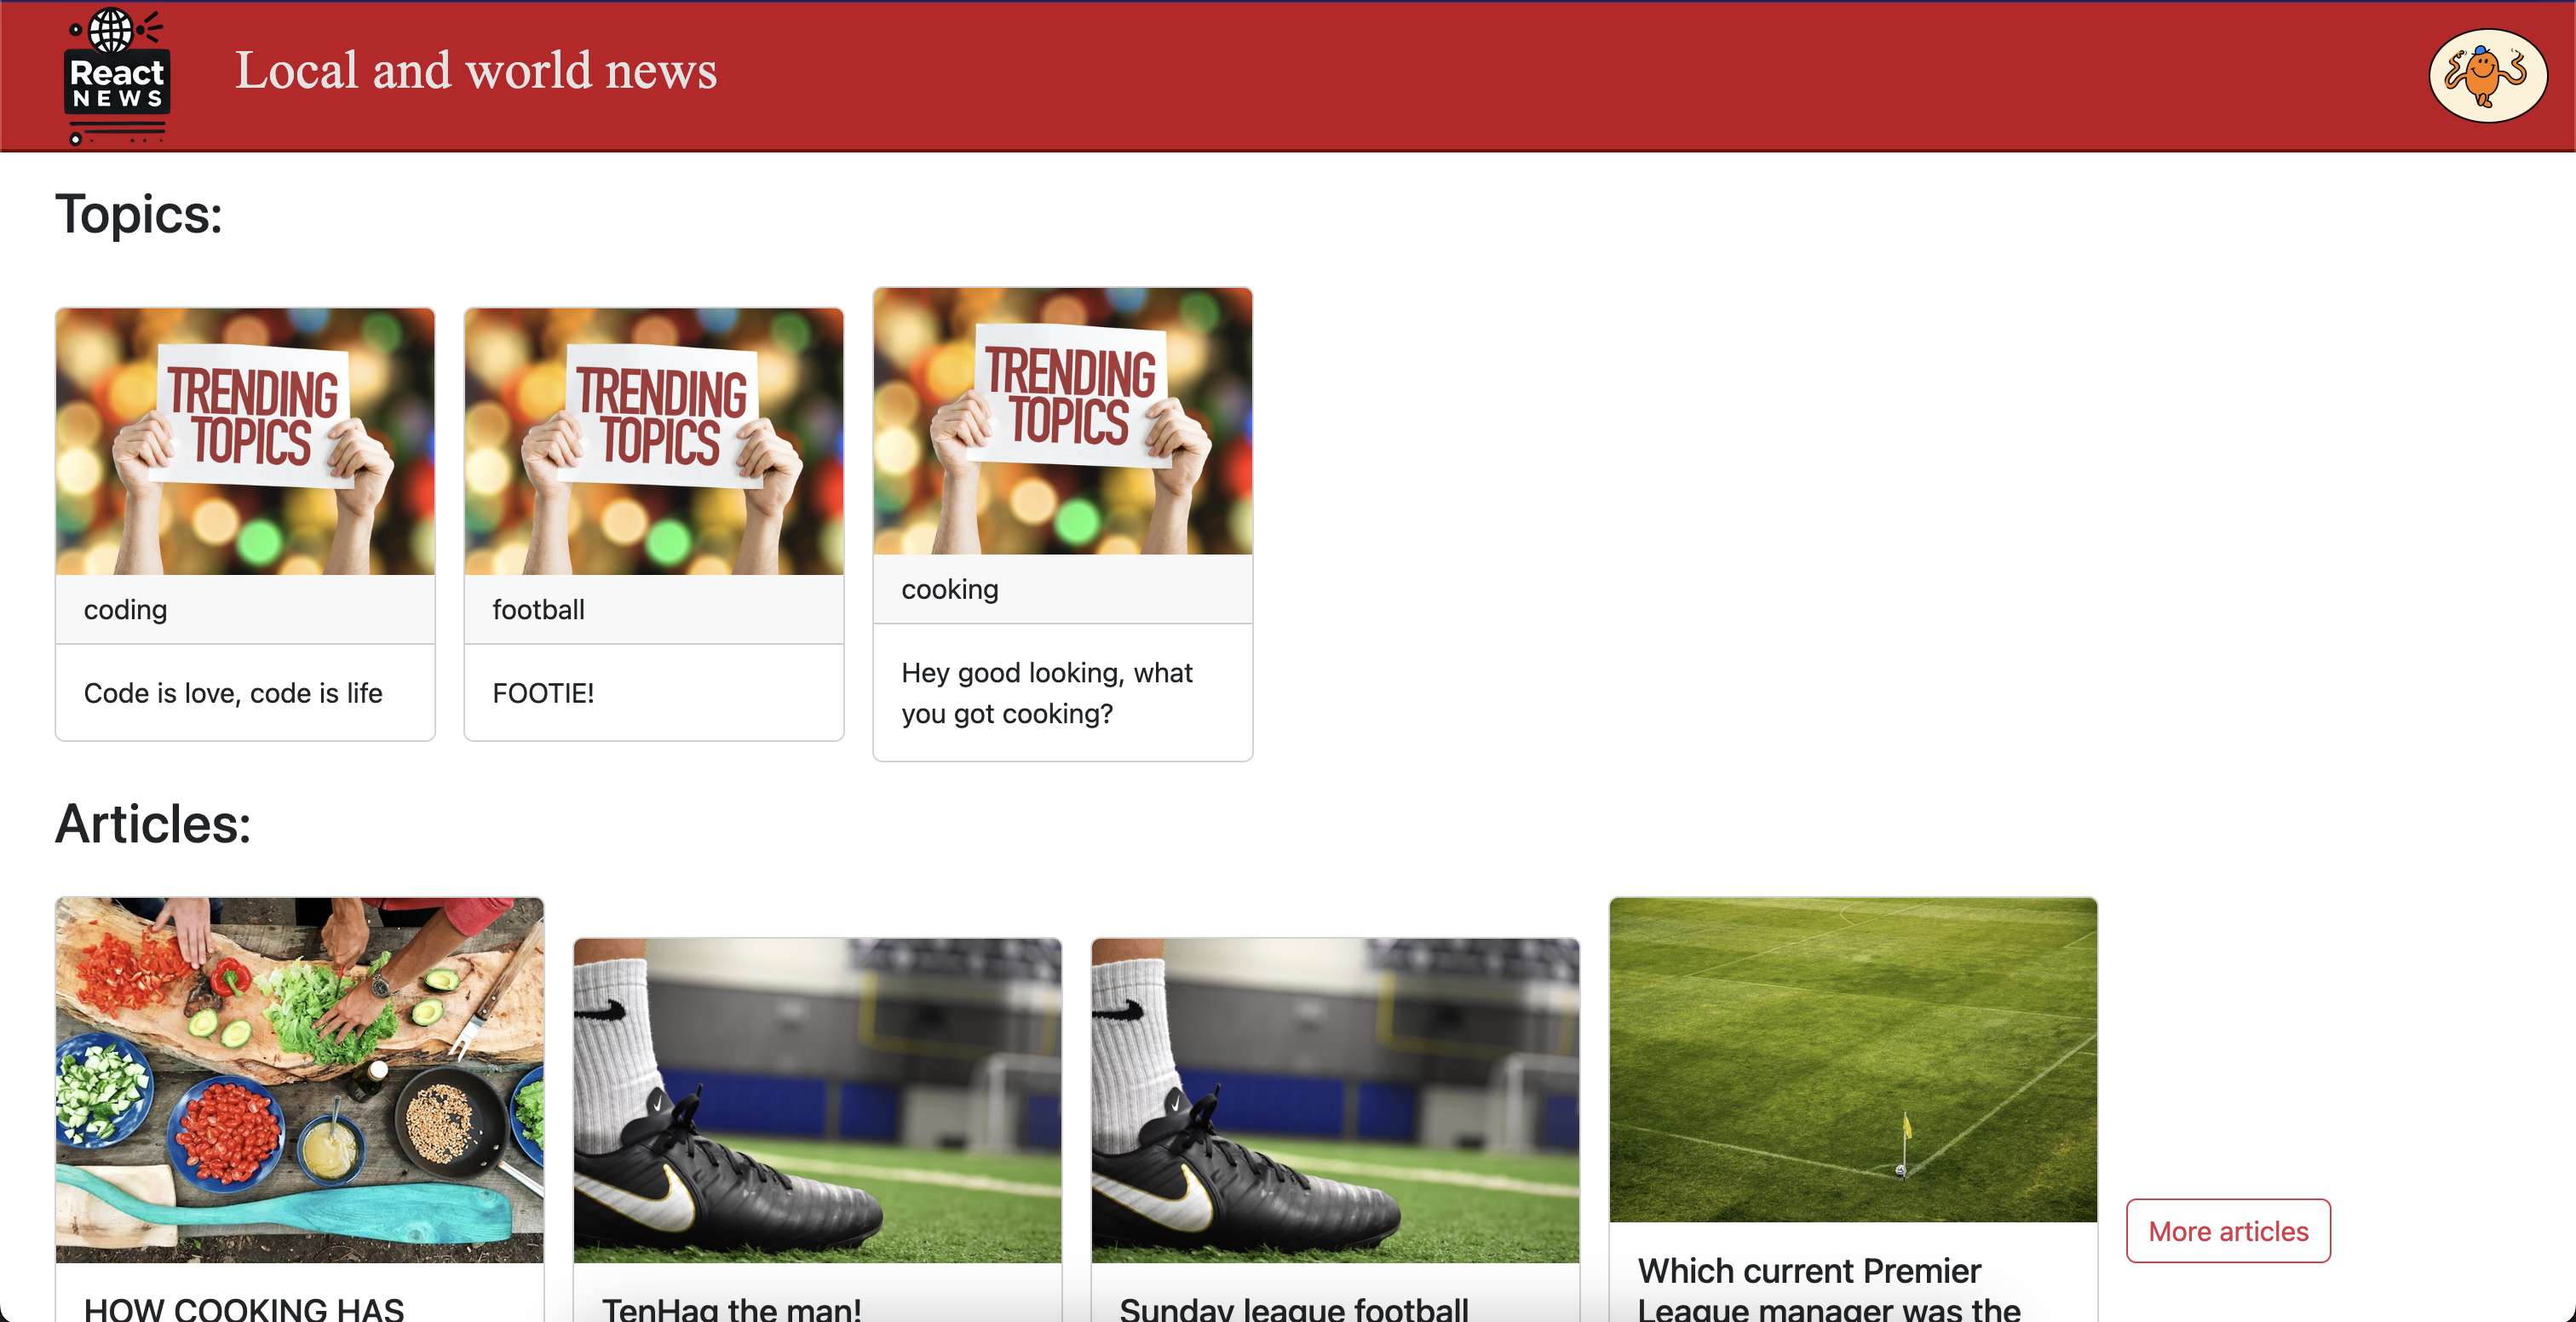 React
NEWS
Local and world news
Topics:
TRENDING
TOPICS
coding
Code is love, code is life
TRENDING
TOPICS
football
FOOTIE!
TRENDING
TOPICS
cooking
Hey good looking, what
you got cooking?
Articles:
HOW COOKING HAS
TenHag the man!
Sunday league football
Which current Premier
League manager was the
More articles